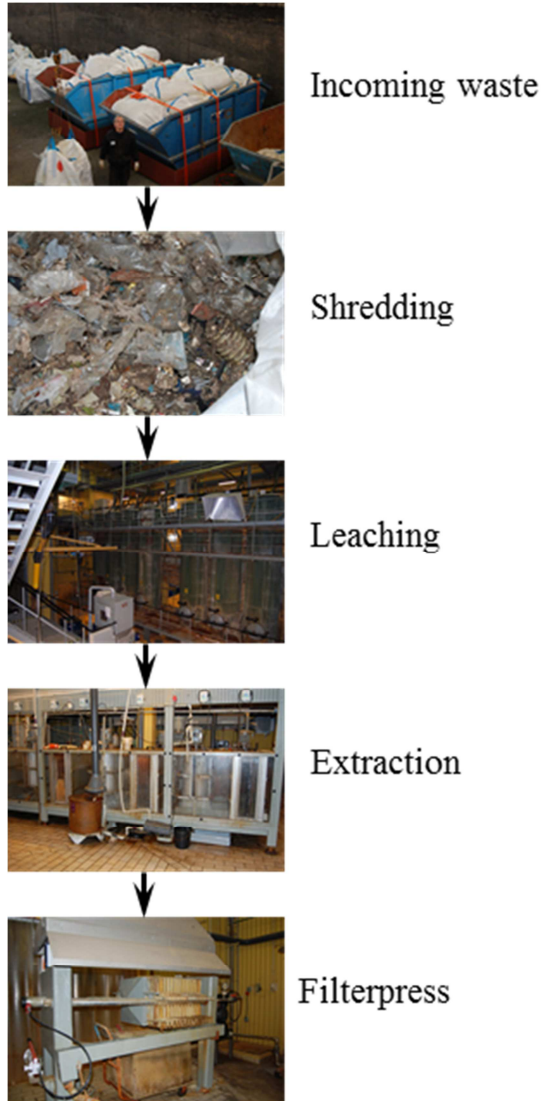 Incoming waste
Shredding
Leaching
Extraction
Filterpress